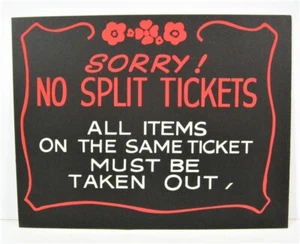 SORRY!
NO SPLIT TICKETS
ALL ITEMS
ON THE SAME TICKET
MUST BE
TAKEN OUT,